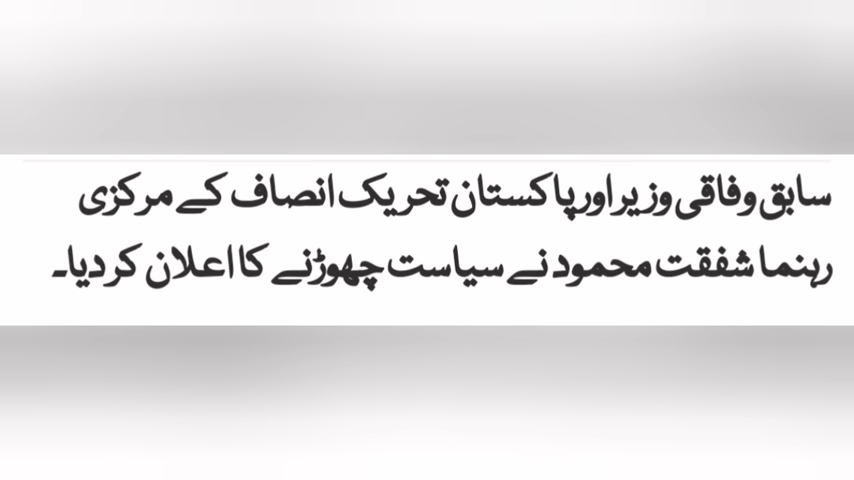 سابق وفاقی وزیر اور پاکستان تحریک انصاف کے مرکزی
رہنما شفقت محمود نے سیاست چھوڑنے کا اعلان کر دیا۔